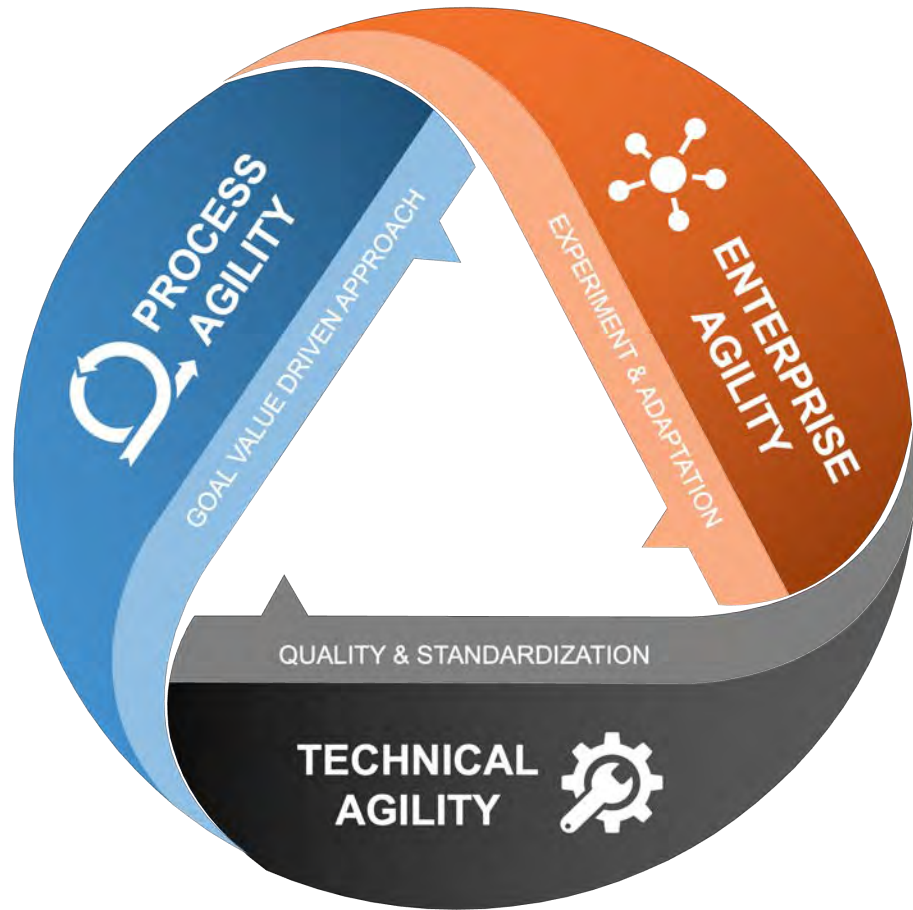 PROCESS
AGILITY
GOAL VALUE DRIVEN APPROACH
ENTERPRISE
AGILITY
EXPERIMENT & ADAPTATION
QUALITY & STANDARDIZATION
TECHNICAL
AGILITY